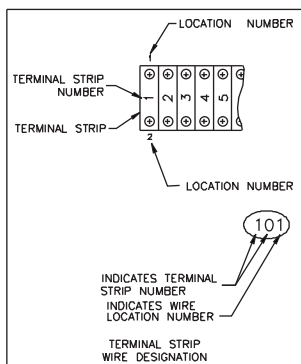 LOCATION NUMBER
1
TERMINAL STRIP
NUMBER
1 2 3 4 5
TERMINAL STRIP
2
LOCATION NUMBER
101
INDICATES TERMINAL
STRIP NUMBER
INDICATES WIRE
LOCATION NUMBER
TERMINAL STRIP
WIRE DESIGNATION